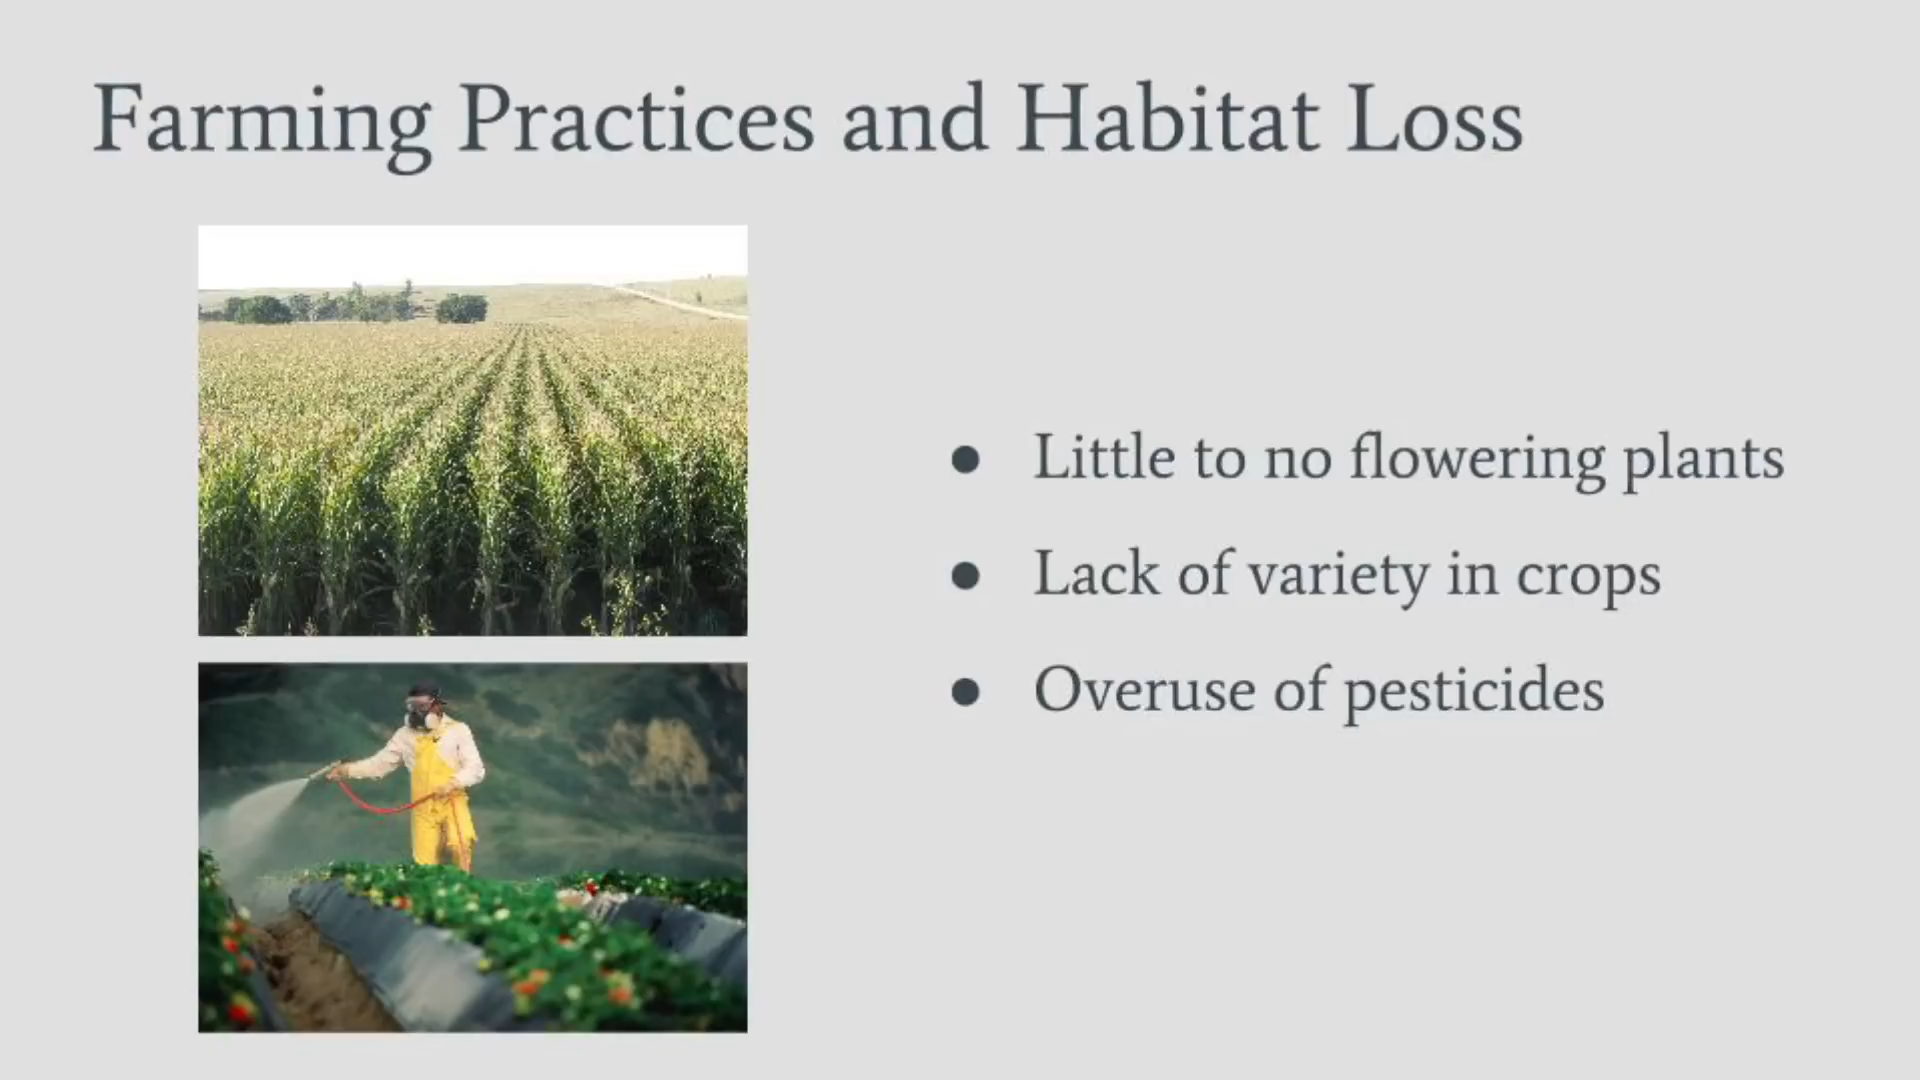 Farming Practices and Habitat Loss
● Little to no flowering plants
● Lack of variety in crops
● Overuse of pesticides